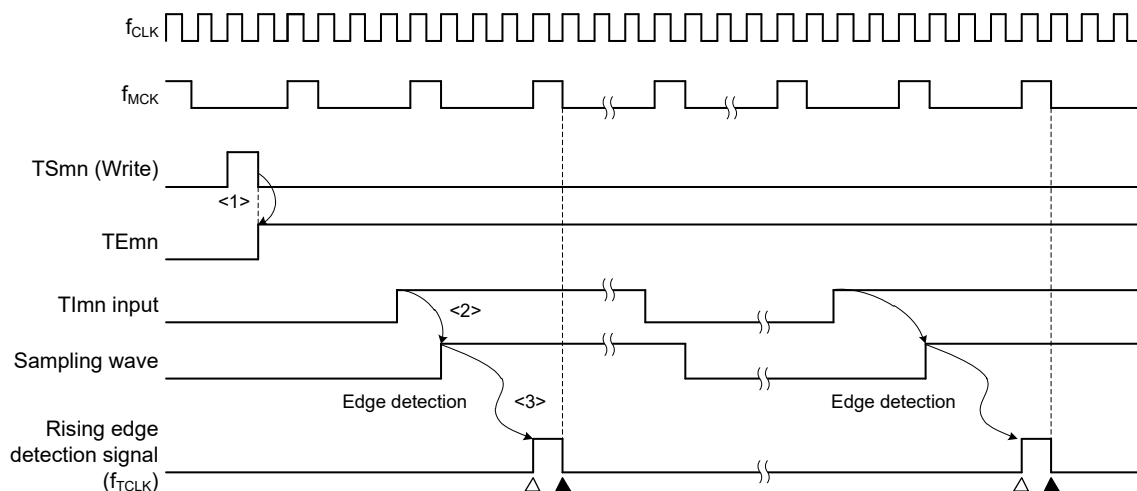 fCLK
fMCK
TSmn (Write)
<1>
TEmn
TImn input
<2>
Sampling wave
Edge detection
<3>
Edge detection
Rising edge
detection signal
(fTCLK)